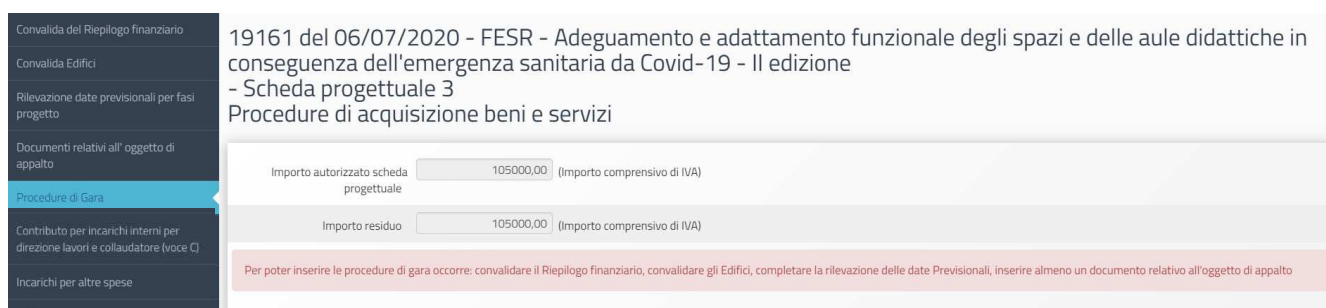 Convalida del Riepilogo finanziario
Convalida Edifici
Rilevazione date previsionali per fasi
progetto
Documenti relativi all' oggetto di
appalto
Procedure di Gara
Contributo per incarichi interni per
direzione lavori e collaudatore (voce C)
Incarichi per altre spese
19161 del 06/07/2020 - FESR - Adeguamento e adattamento funzionale degli spazi e delle aule didattiche in
conseguenza dell'emergenza sanitaria da Covid-19 - II edizione
- Scheda progettuale 3
Procedure di acquisizione beni e servizi
Importo autorizzato scheda
progettuale
105000,00 (Importo comprensivo di IVA)
Importo residuo 105000,00 (Importo comprensivo di IVA)
Per poter inserire le procedure di gara occorre: convalidare il Riepilogo finanziario, convalidare gli Edifici, completare la rilevazione delle date Previsionali, inserire almeno un documento relativo all'oggetto di appalto